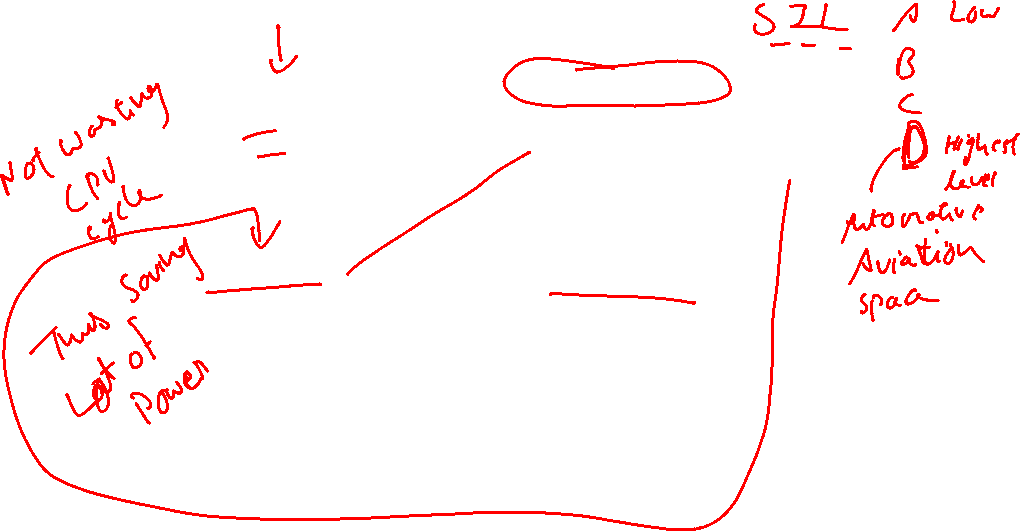 Not wasting
CPU
cycle
Thus saving
Lot of
Power
SIL
A Low
B
C
D Highest
level
Automotive
Aviation
space